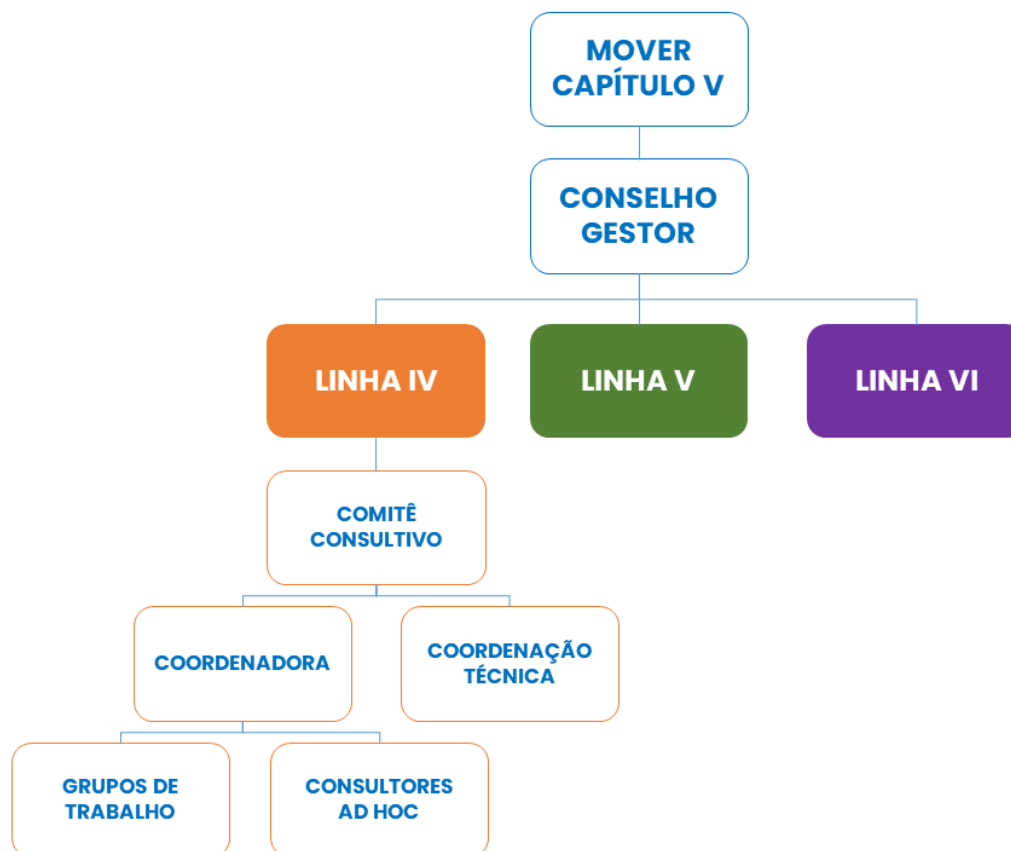 MOVER
CAPÍTULO V
CONSELHO
GESTOR
LINHA IV
LINHA V
LINHA VI
COMITÊ
CONSULTIVO
COORDENADORA
COORDENAÇÃO
TÉCNICA
GRUPOS DE
TRABALHO
CONSULTORES
AD HOC